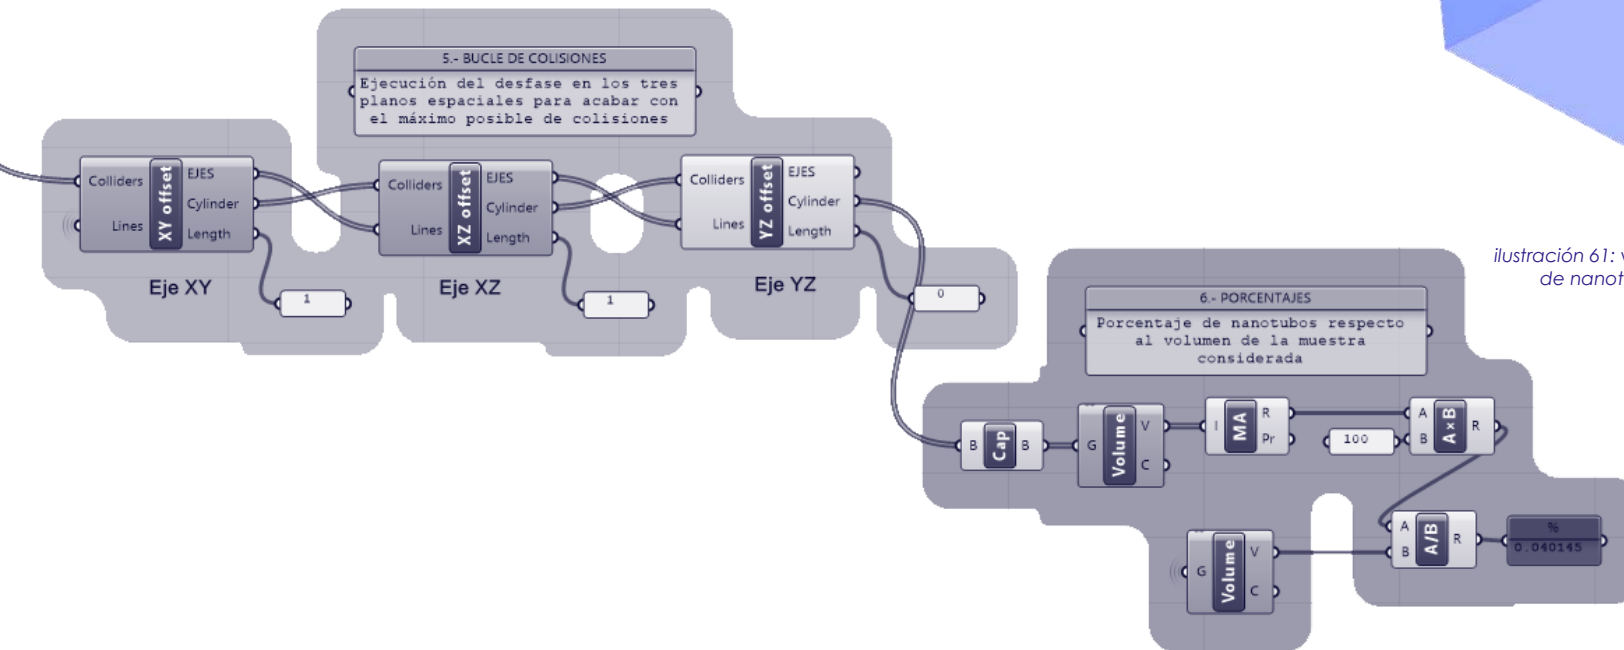 5.- BUCLE DE COLISIONES
Ejecución del desfase en los tres
planos espaciales para acabar con
el máximo posible de colisiones
Colliders
Lines
XY offset
EJES
Cylinder
Length
Eje XY
1
Colliders
Lines
XZ offset
EJES
Cylinder
Length
Eje XZ
1
Colliders
Lines
YZ offset
EJES
Cylinder
Length
Eje YZ
0
ilustración 61:
de nanot
6.- PORCENTAJES
Porcentaje de nanotubos respecto
al volumen de la muestra
considerada
B Cap B
G Volume V C
I MA R Pr
100
A B A×B R
G Volume V C
A B A/B R
%
0.040145